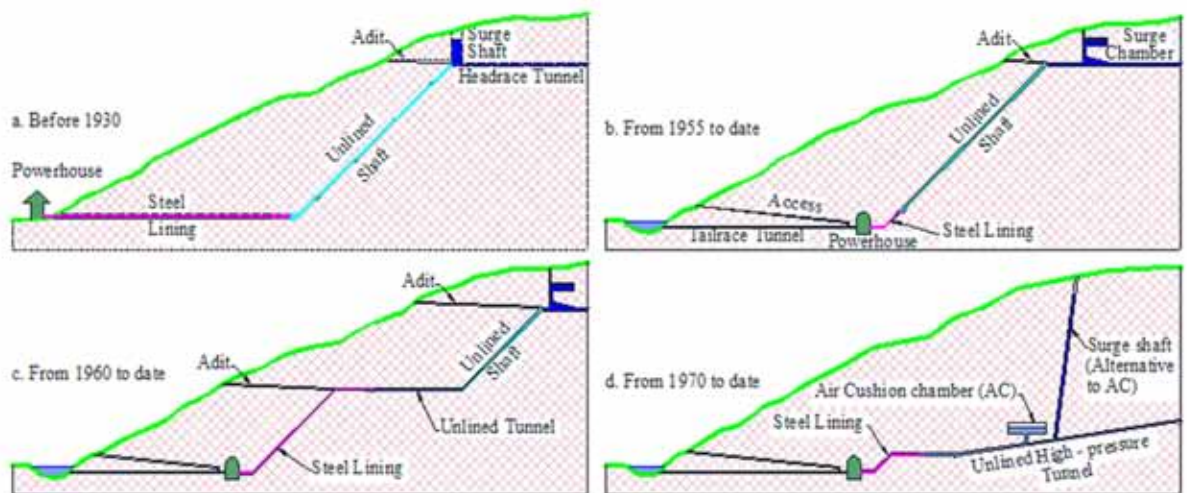 Adit
Surge
Shaft
Headrace Tunnel
a. Before 1930
Unlined
Shaft
Powerhouse
Steel
Lining
Adit
Surge
Chamber
b. From 1955 to date
Unlined
Shaft
Access
Tailrace Tunnel
Powerhouse
Steel Lining
Adit
c. From 1960 to date
Adit
Unlined
Shaft
Unlined Tunnel
Steel Lining
d. From 1970 to date
Surge shaft
(Alternative
to AC)
Air Cushion chamber (AC)
Steel Lining
Unlined High - pressure
Tunnel